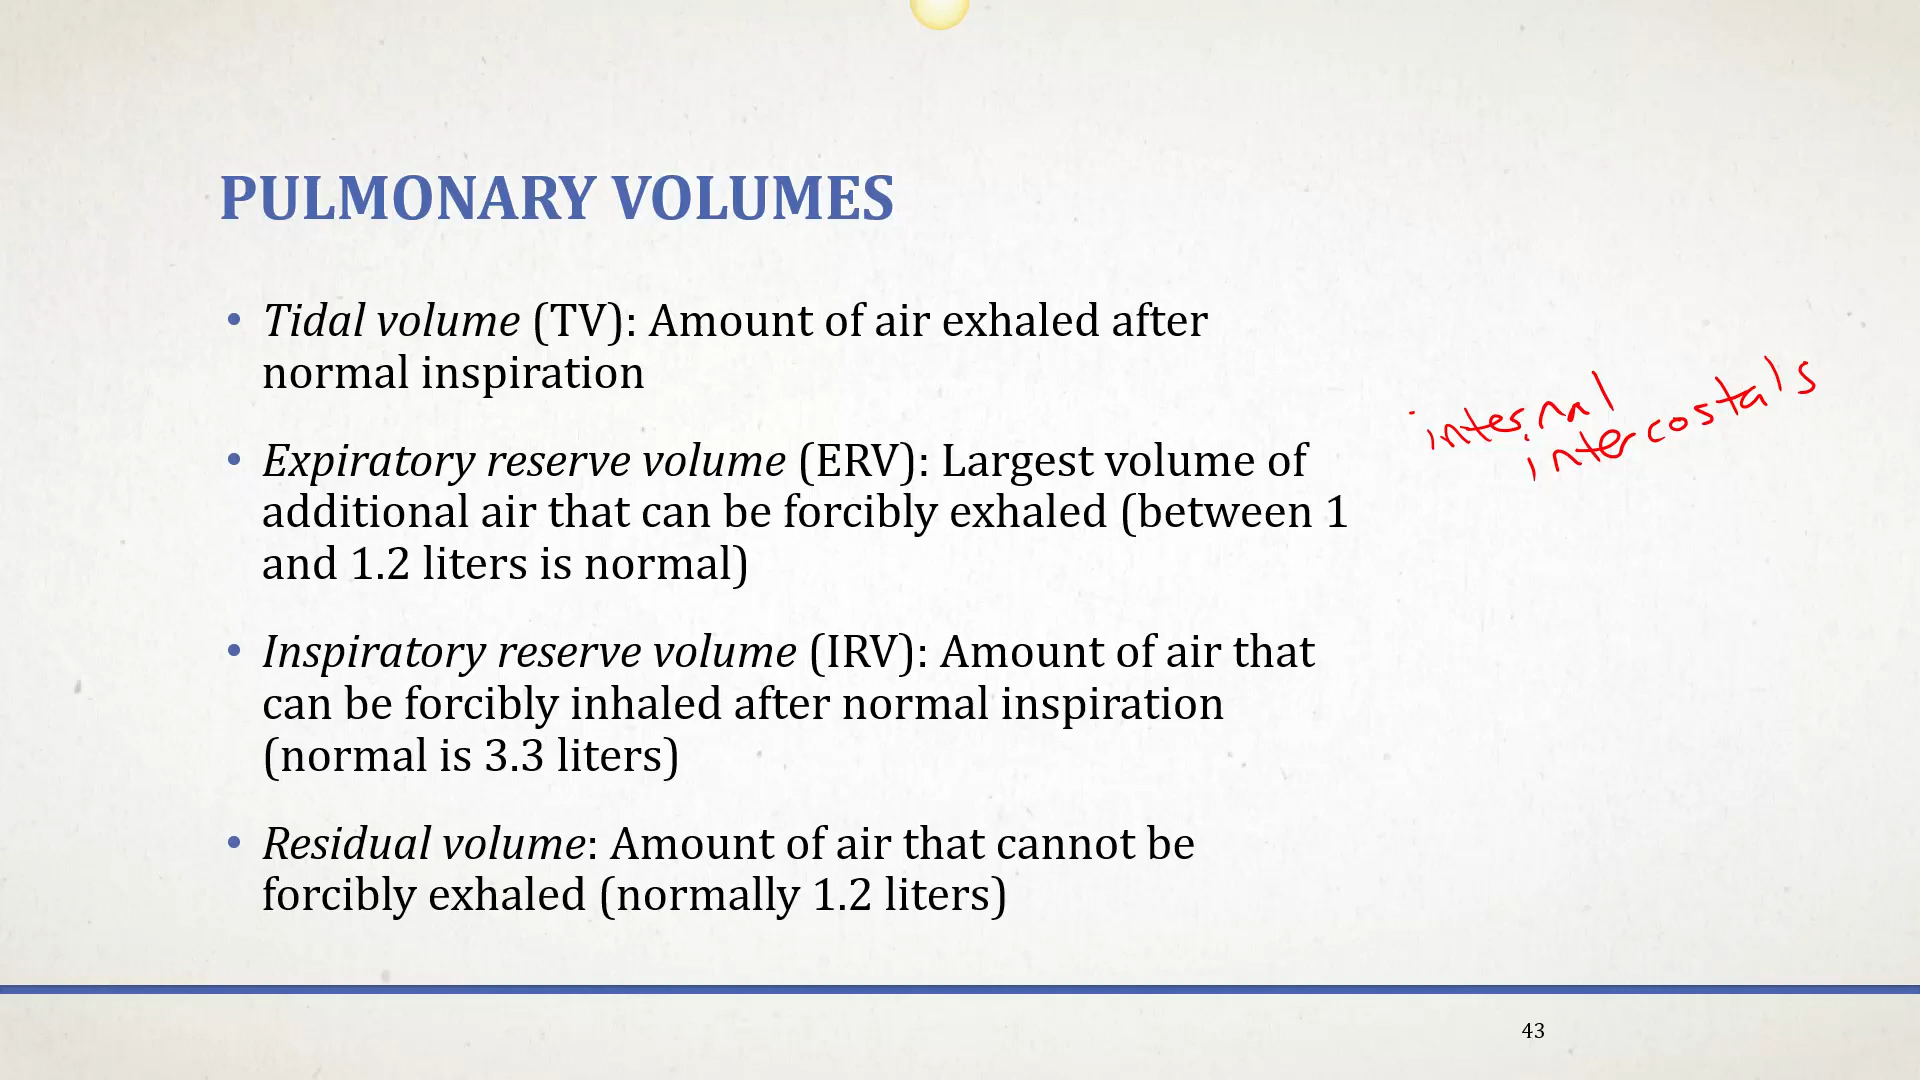 PULMONARY VOLUMES
• Tidal volume (TV): Amount of air exhaled after
normal inspiration
• Expiratory reserve volume (ERV): Largest volume of
additional air that can be forcibly exhaled (between 1
and 1.2 liters is normal)
• Inspiratory reserve volume (IRV): Amount of air that
can be forcibly inhaled after normal inspiration
(normal is 3.3 liters)
• Residual volume: Amount of air that cannot be
forcibly exhaled (normally 1.2 liters)
internal
intercostals
43